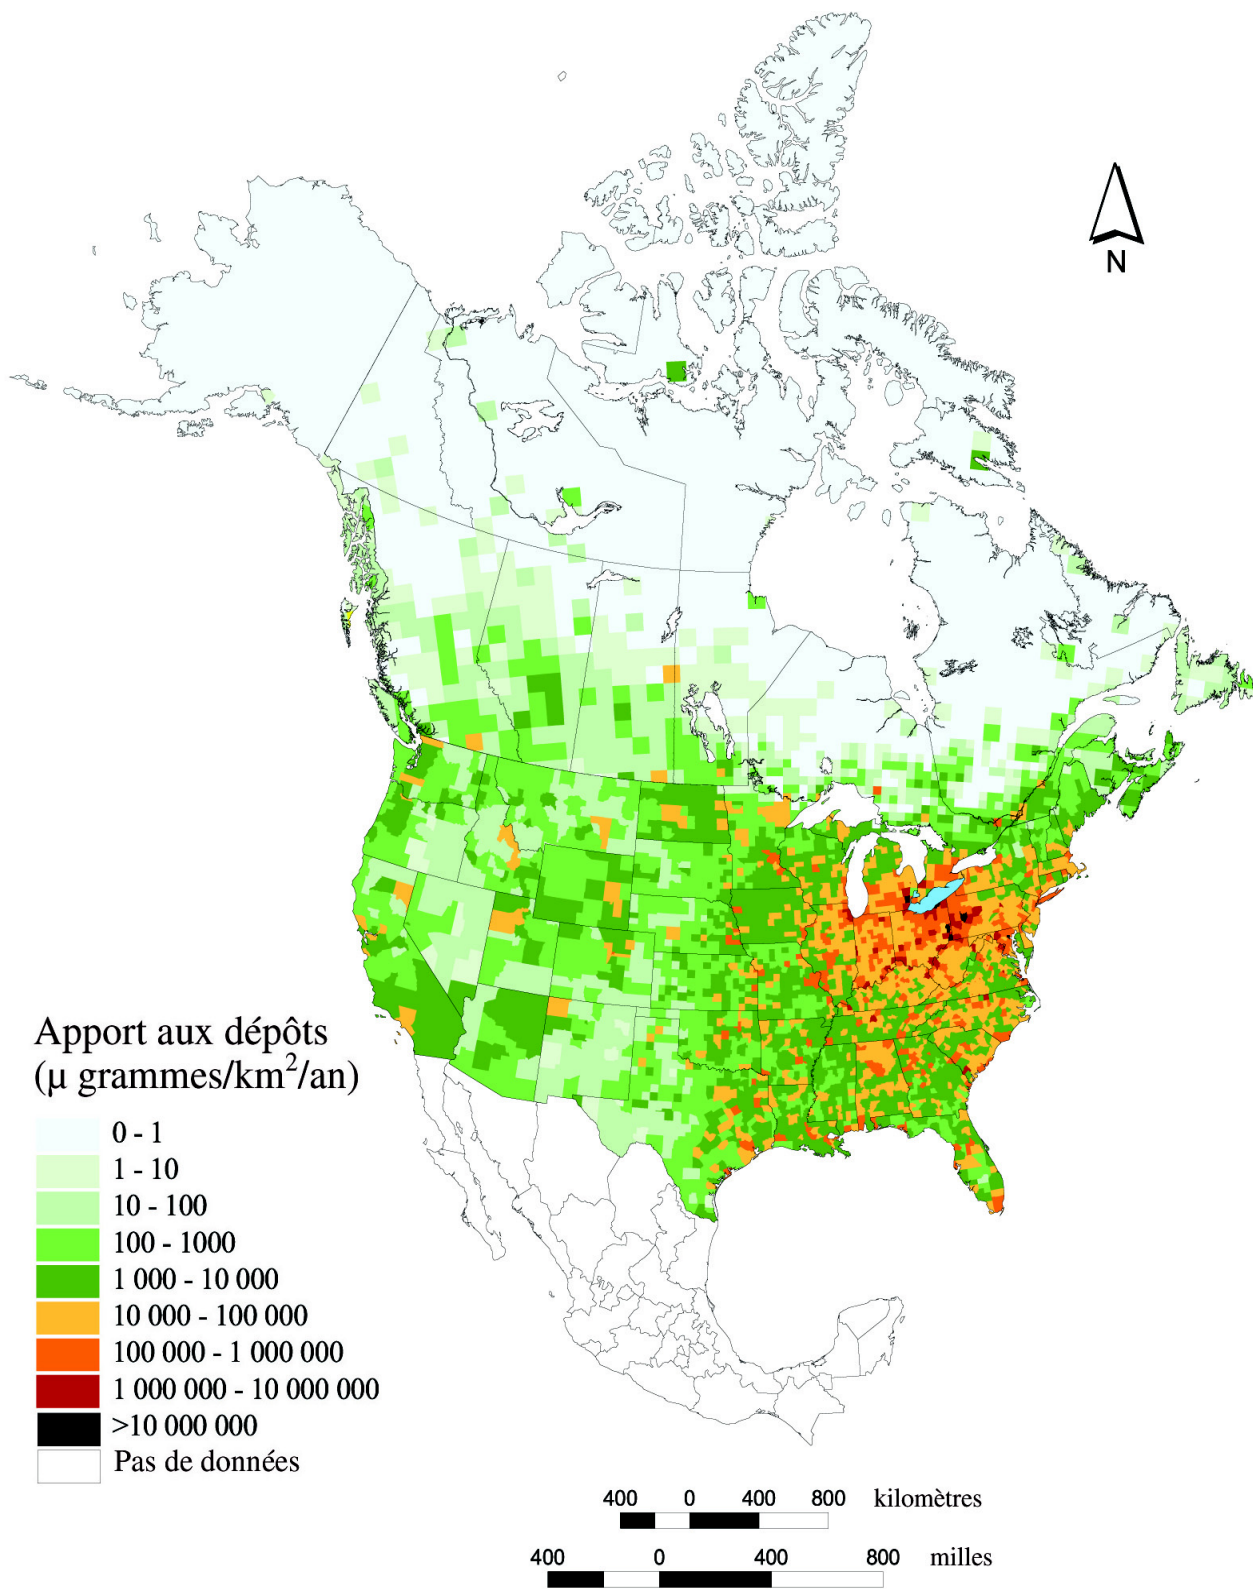 N
Apport aux dépôts
(µ grammes/km²/an)
0 - 1
1 - 10
10 - 100
100 - 1000
1 000 - 10 000
10 000 - 100 000
100 000 - 1 000 000
1 000 000 - 10 000 000
>10 000 000
Pas de données
400 0 400 800 kilomètres
400 0 400 800 milles